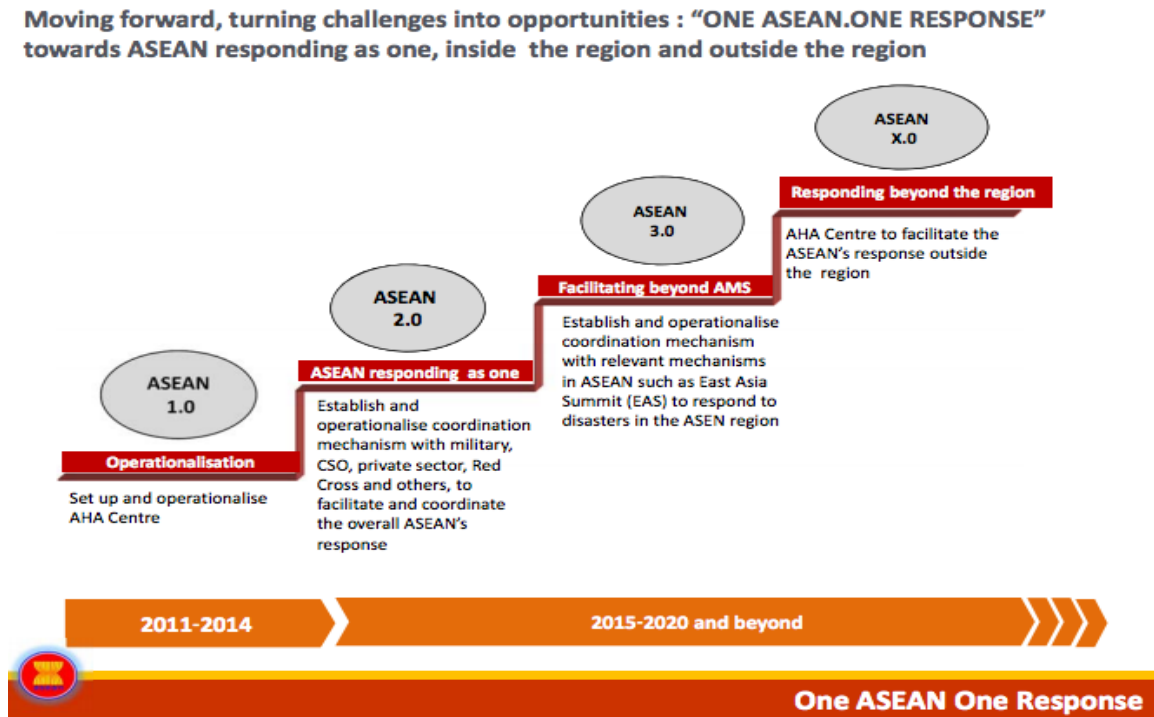 Moving forward, turning challenges into opportunities : “ONE ASEAN.ONE RESPONSE”
towards ASEAN responding as one, inside the region and outside the region
ASEAN
1.0
Operationalisation
Set up and operationalise
AHA Centre
ASEAN
2.0
ASEAN responding as one
Establish and
operationalise coordination
mechanism with military,
CSO, private sector, Red
Cross and others, to
facilitate and coordinate
the overall ASEAN’s
response
ASEAN
3.0
Facilitating beyond AMS
Establish and operationalise
coordination mechanism
with relevant mechanisms
in ASEAN such as East Asia
Summit (EAS) to respond to
disasters in the ASEN region
ASEAN
X.0
Responding beyond the region
AHA Centre to facilitate the
ASEAN’s response outside
the region
2011-2014
2015-2020 and beyond
One ASEAN One Response